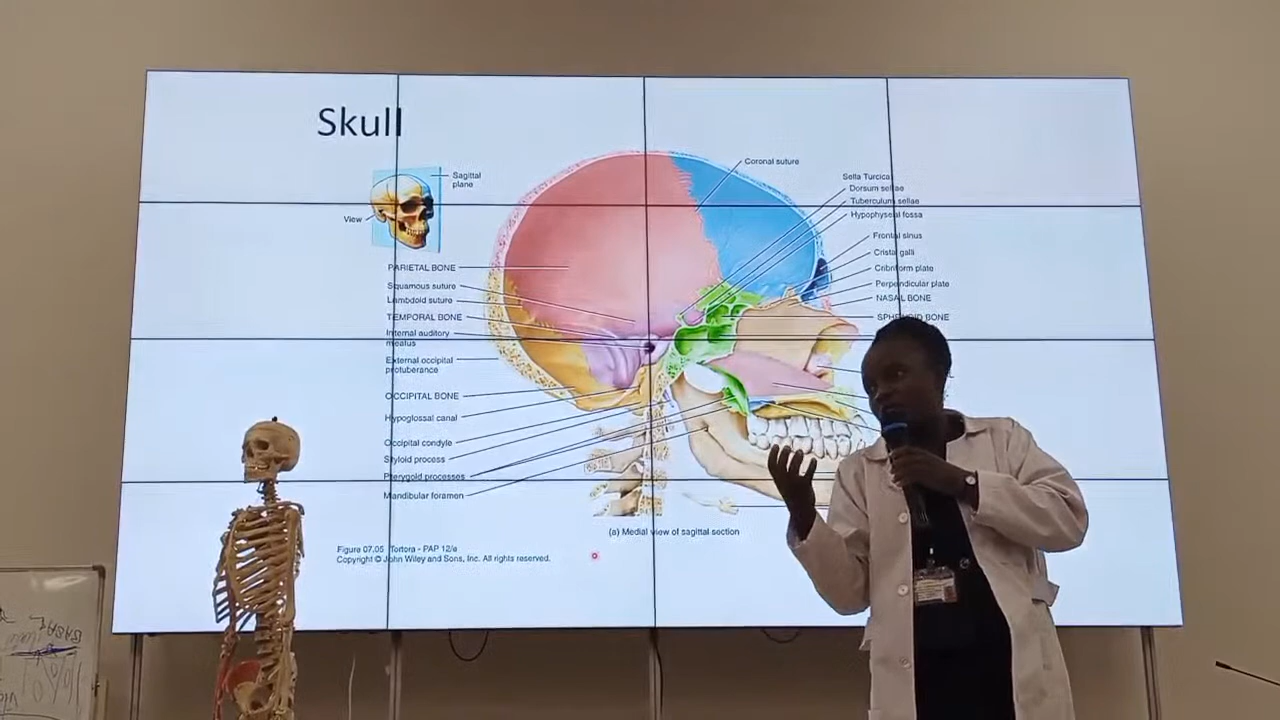 Skull
Sagittal
plane
View
PARIETAL BONE
Squamous suture
Lambdoid suture
TEMPORAL BONE
Internal auditory
meatus
External occipital
protuberance
OCCIPITAL BONE
Hypoglossal canal
Occipital condyle
Styloid process
Pterygoid processes
Mandibular foramen
Coronal suture
Sella Turcica:
Dorsum sellae
Tuberculum sellae
Hypophyseal fossa
Frontal sinus
Crista galli
Cribriform plate
Perpendicular plate
NASAL BONE
SPHENOID BONE
(a) Medial view of sagittal section
Figure 07.05 Tortora - PAP 12/e
Copyright © John Wiley and Sons, Inc. All rights reserved.